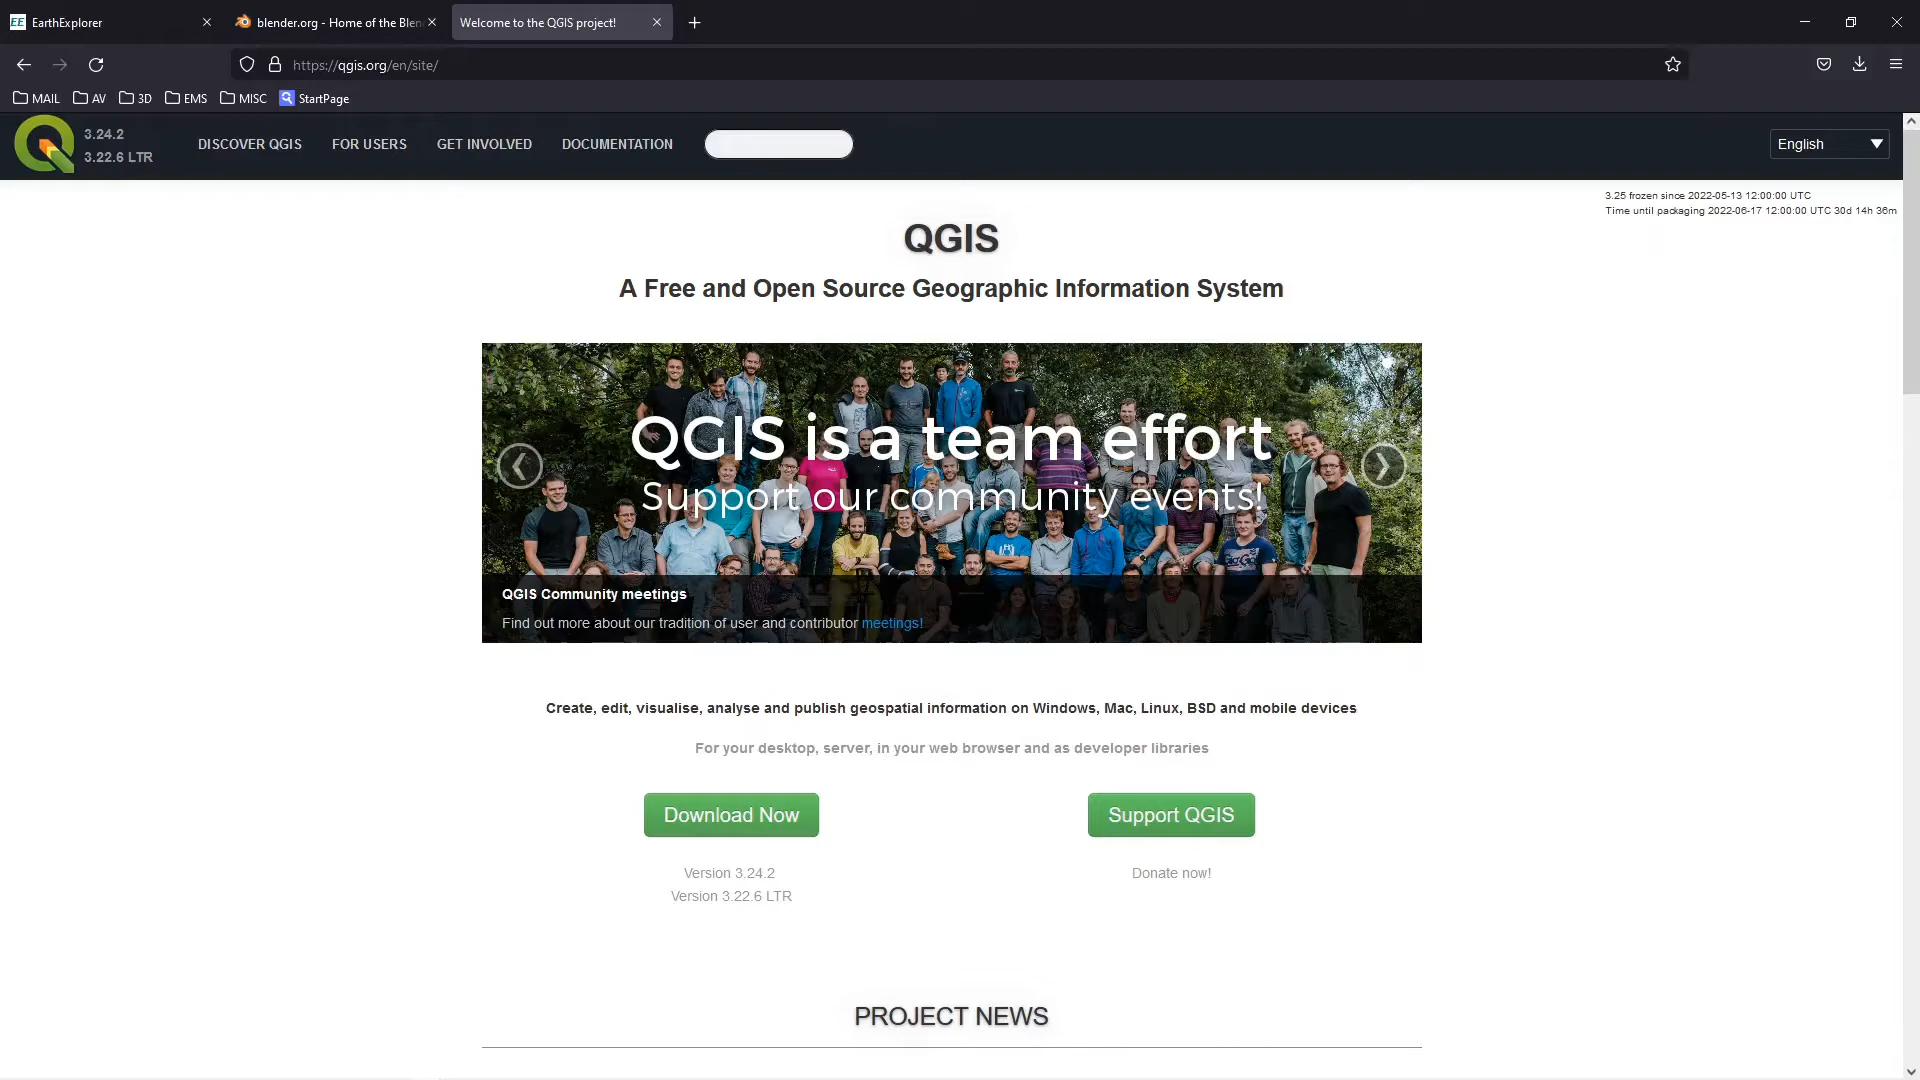 EE EarthExplorer
blender.org - Home of the Blen
Welcome to the QGIS project!
https://qgis.org/en/site/
MAIL AV 3D EMS MISC StartPage
3.24.2
3.22.6 LTR
DISCOVER QGIS FOR USERS GET INVOLVED DOCUMENTATION
English
3.25 frozen since 2022-05-13 12:00:00 UTC
Time until packaging 2022-06-17 12:00:00 UTC 30d 14h 36m
QGIS
A Free and Open Source Geographic Information System
QGIS is a team effort
Support our community events!
QGIS Community meetings
Find out more about our tradition of user and contributor meetings!
Create, edit, visualise, analyse and publish geospatial information on Windows, Mac, Linux, BSD and mobile devices
For your desktop, server, in your web browser and as developer libraries
Download Now
Support QGIS
Version 3.24.2
Version 3.22.6 LTR
Donate now!
PROJECT NEWS